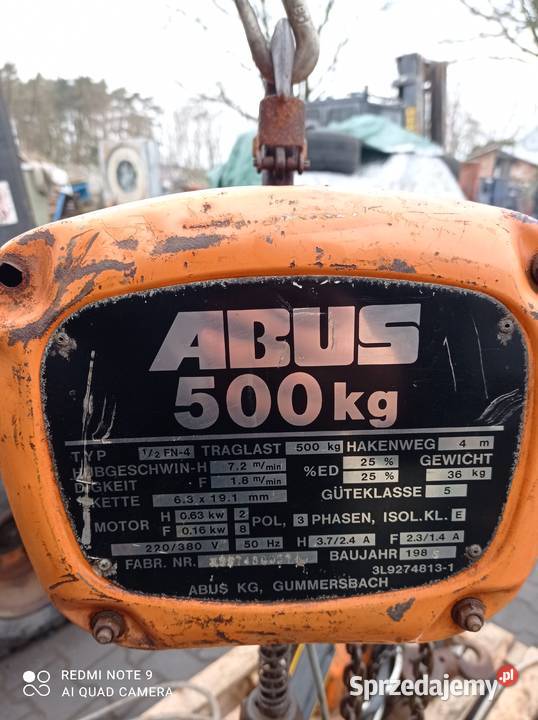 ABUS
500 kg
TYP 1/2 FN-4 TRAGLAST 500 kg HAKENWEG 4 m
HUBGESCHWIN-H 7.2 m/min %ED 25 % GEWICHT
DIGKEIT F 1.8 m/min 25 % 36 kg
KETTE 6.3 x 19.1 mm GÜTEKLASSE 5
MOTOR H 0.63 kw 2 POL, 3 PHASEN, ISOL.KL. E
F 0.16 kw 8
220/380 V 50 Hz H 3.7/2.4 A F 2.3/1.4 A
FABR. NR. BAUJAHR
3L9274813-1
ABUS KG, GUMMERSBACH
REDMI NOTE 9
AI QUAD CAMERA
Sprzedajemy.pl